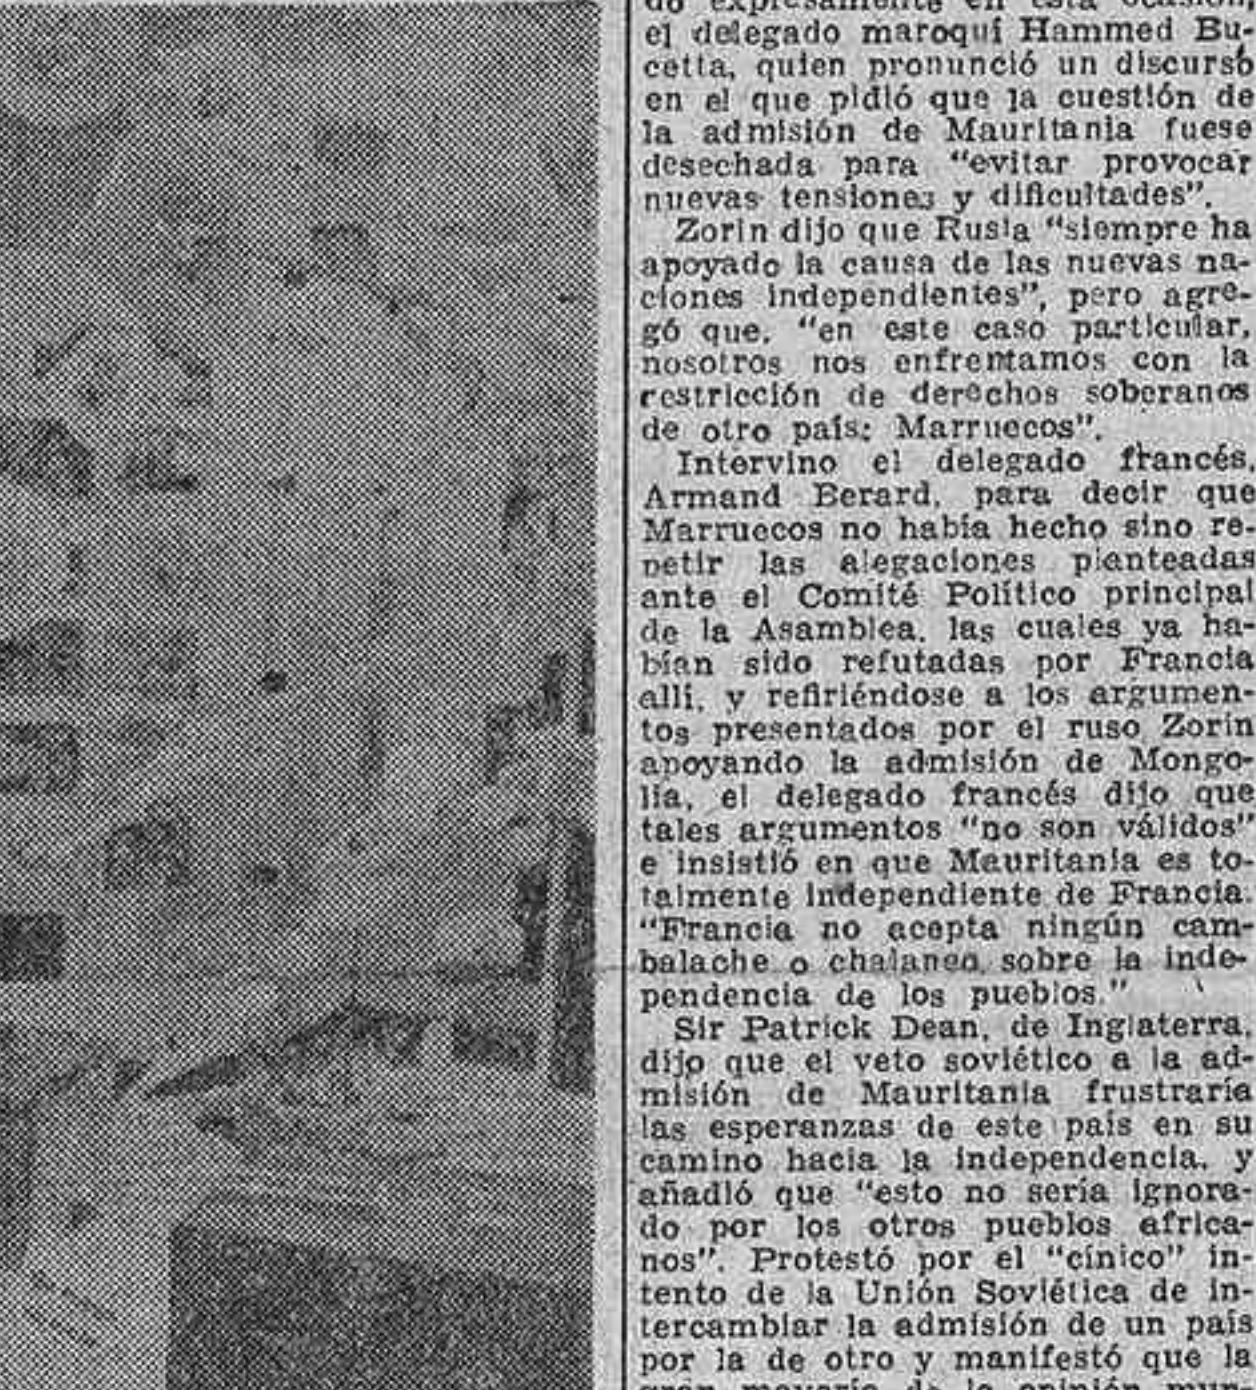 do expresamente en esta ocasión,
el delegado maroquí Hammed Bu-
cetta, quien pronunció un discurso
en el que pidió que la cuestión de
la admisión de Mauritania fuese
desechada para “evitar provocar
nuevas tensiones y dificultades”.
Zorin dijo que Rusia “siempre ha
apoyado la causa de las nuevas na-
ciones independientes”, pero agre-
gó que, “en este caso particular,
nosotros nos enfrentamos con la
restricción de derechos soberanos
de otro país: Marruecos”.
Intervino el delegado francés,
Armand Berard, para decir que
Marruecos no había hecho sino re-
petir las alegaciones planteadas
ante el Comité Político principal
de la Asamblea, las cuales ya ha-
bían sido refutadas por Francia
allí, y refiriéndose a los argumen-
tos presentados por el ruso Zorin
apoyando la admisión de Mongo-
lia, el delegado francés dijo que
tales argumentos “no son válidos”
e insistió en que Mauritania es to-
talmente independiente de Francia.
“Francia no acepta ningún cam-
balache o chalaneo sobre la inde-
pendencia de los pueblos.”
Sir Patrick Dean, de Inglaterra,
dijo que el veto soviético a la ad-
misión de Mauritania frustraría
las esperanzas de este país en su
camino hacia la independencia, y
añadió que “esto no sería ignora-
do por los otros pueblos africa-
nos”. Protestó por el “cínico” in-
tento de la Unión Soviética de in-
tercambiar la admisión de un país
por la de otro y manifestó que la
gran mayoría de la opinión mun-